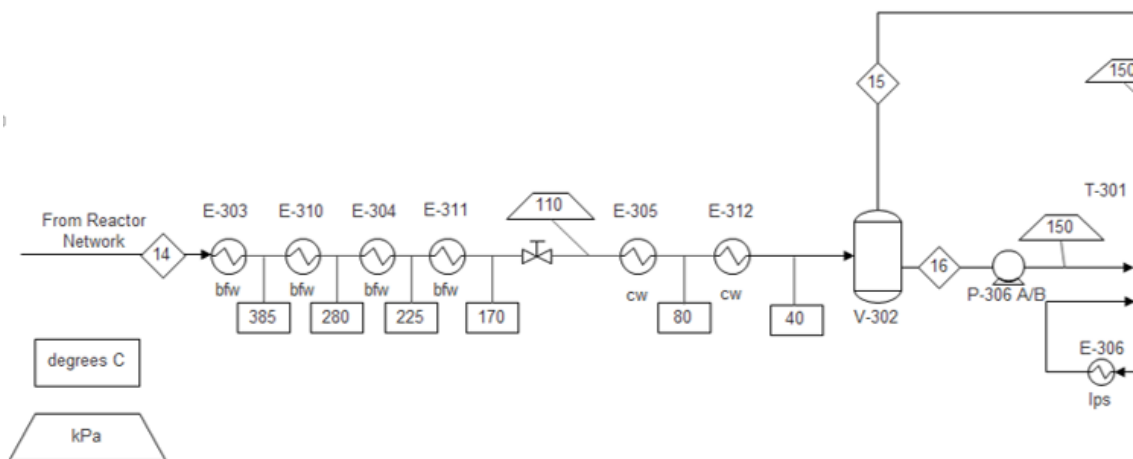 15
150
T-301
From Reactor
Network
14
E-303
E-310
E-304
E-311
110
E-305
E-312
150
16
bfw
bfw
bfw
bfw
cw
cw
P-306 A/B
385
280
225
170
80
40
V-302
degrees C
E-306
lps
kPa